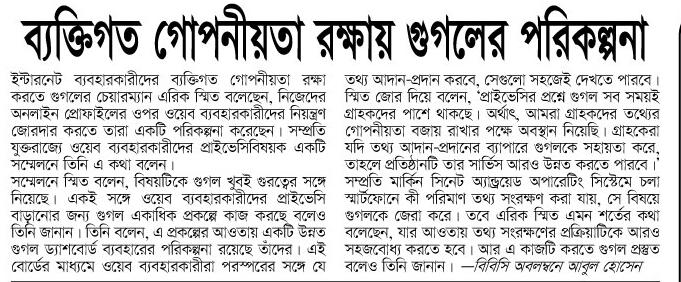 ব্যক্তিগত গোপনীয়তা রক্ষায় গুগলের পরিকল্পনা
ইন্টারনেট ব্যবহারকারীদের ব্যক্তিগত গোপনীয়তা রক্ষা
করতে গুগলের চেয়ারম্যান এরিক স্মিত বলেছেন, নিজেদের
অনলাইন প্রোফাইলের ওপর ওয়েব ব্যবহারকারীদের নিয়ন্ত্রণ
জোরদার করতে তারা একটি পরিকল্পনা করেছেন। সম্প্রতি
যুক্তরাজ্যে ওয়েব ব্যবহারকারীদের প্রাইভেসিবিষয়ক একটি
সম্মেলনে তিনি এ কথা বলেন।
সম্মেলনে স্মিত বলেন, বিষয়টিকে গুগল খুবই গুরত্বের সঙ্গে
নিয়েছে। একই সঙ্গে ওয়েব ব্যবহারকারীদের প্রাইভেসি
বাড়ানোর জন্য গুগল একাধিক প্রকল্পে কাজ করছে বলেও
তিনি জানান। তিনি বলেন, এ প্রকল্পের আওতায় একটি উন্নত
গুগল ড্যাশবোর্ড ব্যবহারের পরিকল্পনা রয়েছে তাঁদের। এই
বোর্ডের মাধ্যমে ওয়েব ব্যবহারকারীরা পরস্পরের সঙ্গে যে
তথ্য আদান-প্রদান করবে, সেগুলো সহজেই দেখতে পারবে।
স্মিত জোর দিয়ে বলেন, ‘প্রাইভেসির প্রশ্নে গুগল সব সময়ই
গ্রাহকদের পাশে থাকছে। অর্থাৎ, আমরা গ্রাহকদের তথ্যের
গোপনীয়তা বজায় রাখার পক্ষে অবস্থান নিয়েছি। গ্রাহকেরা
যদি তথ্য আদান-প্রদানের ব্যাপারে গুগলকে সহায়তা করে,
তাহলে প্রতিষ্ঠানটি তার সার্ভিস আরও উন্নত করতে পারবে।’
সম্প্রতি মার্কিন সিনেট অ্যান্ড্রয়েড অপারেটিং সিস্টেমে চলা
স্মার্টফোনে কী পরিমাণ তথ্য সংরক্ষণ করা যায়, সে বিষয়ে
গুগলকে জেরা করে। তবে এরিক স্মিত এমন শর্তের কথা
বলেছেন, যার আওতায় তথ্য সংরক্ষণের প্রক্রিয়াটিকে আরও
সহজবোধ্য করতে হবে। আর এ কাজটি করতে গুগল প্রস্তুত
বলেও তিনি জানান। —বিবিসি অবলম্বনে আবুল হোসেন